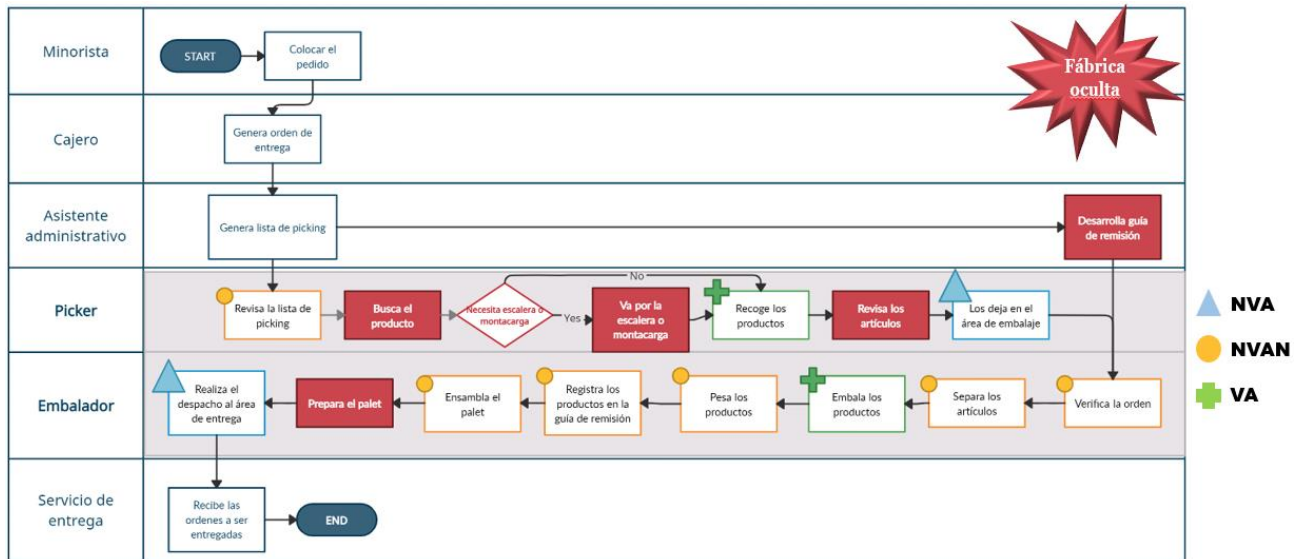 Minorista
START
Colocar el
pedido
Fábrica
oculta
Cajero
Genera orden de
entrega
Asistente
administrativo
Genera lista de picking
Desarrolla guía
de remisión
Picker
Revisa la lista de
picking
Busca el
producto
Necesita escalera o
montacarga
No
Yes
Va por la
escalera o
montacarga
Recoge los
productos
Revisa los
artículos
Los deja en el
área de embalaje
NVA
NVAN
VA
Embalador
Realiza el
despacho al área
de entrega
Prepara el palet
Ensambla el
palet
Registra los
productos en la
guía de remisión
Pesa los
productos
Embala los
productos
Separa los
artículos
Verifica la orden
Servicio de
entrega
Recibe las
ordenes a ser
entregadas
END